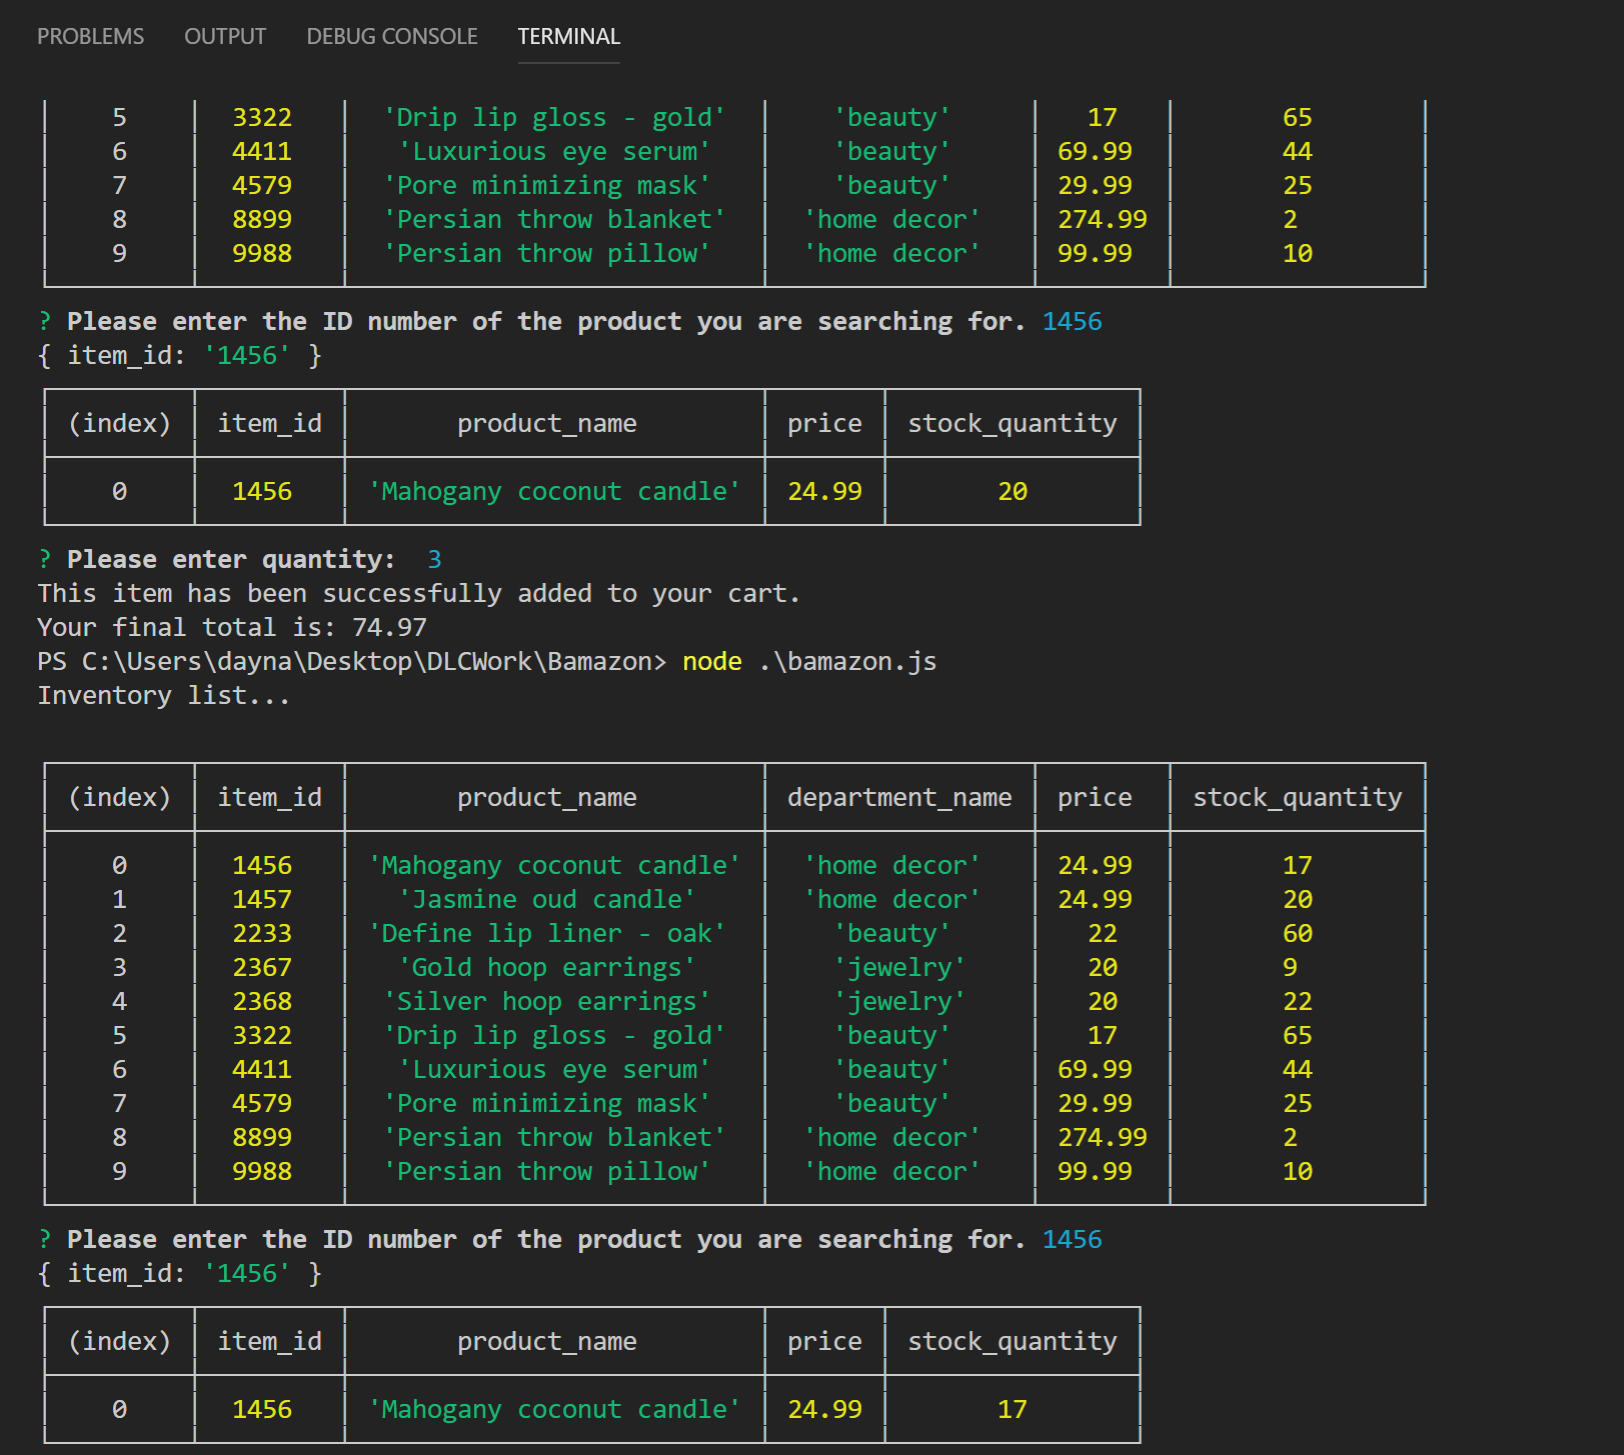 PROBLEMS OUTPUT DEBUG CONSOLE TERMINAL
5 3322 'Drip lip gloss - gold' 'beauty' 17 65
6 4411 'Luxurious eye serum' 'beauty' 69.99 44
7 4579 'Pore minimizing mask' 'beauty' 29.99 25
8 8899 'Persian throw blanket' 'home decor' 274.99 2
9 9988 'Persian throw pillow' 'home decor' 99.99 10
? Please enter the ID number of the product you are searching for. 1456
{ item_id: '1456' }
(index) item_id product_name price stock_quantity
0 1456 'Mahogany coconut candle' 24.99 20
? Please enter quantity: 3
This item has been successfully added to your cart.
Your final total is: 74.97
PS C:\Users\dayna\Desktop\DLCWork\Bamazon> node .\bamazon.js
Inventory list...
(index) item_id product_name department_name price stock_quantity
0 1456 'Mahogany coconut candle' 'home decor' 24.99 17
1 1457 'Jasmine oud candle' 'home decor' 24.99 20
2 2233 'Define lip liner - oak' 'beauty' 22 60
3 2367 'Gold hoop earrings' 'jewelry' 20 9
4 2368 'Silver hoop earrings' 'jewelry' 20 22
5 3322 'Drip lip gloss - gold' 'beauty' 17 65
6 4411 'Luxurious eye serum' 'beauty' 69.99 44
7 4579 'Pore minimizing mask' 'beauty' 29.99 25
8 8899 'Persian throw blanket' 'home decor' 274.99 2
9 9988 'Persian throw pillow' 'home decor' 99.99 10
? Please enter the ID number of the product you are searching for. 1456
{ item_id: '1456' }
(index) item_id product_name price stock_quantity
0 1456 'Mahogany coconut candle' 24.99 17